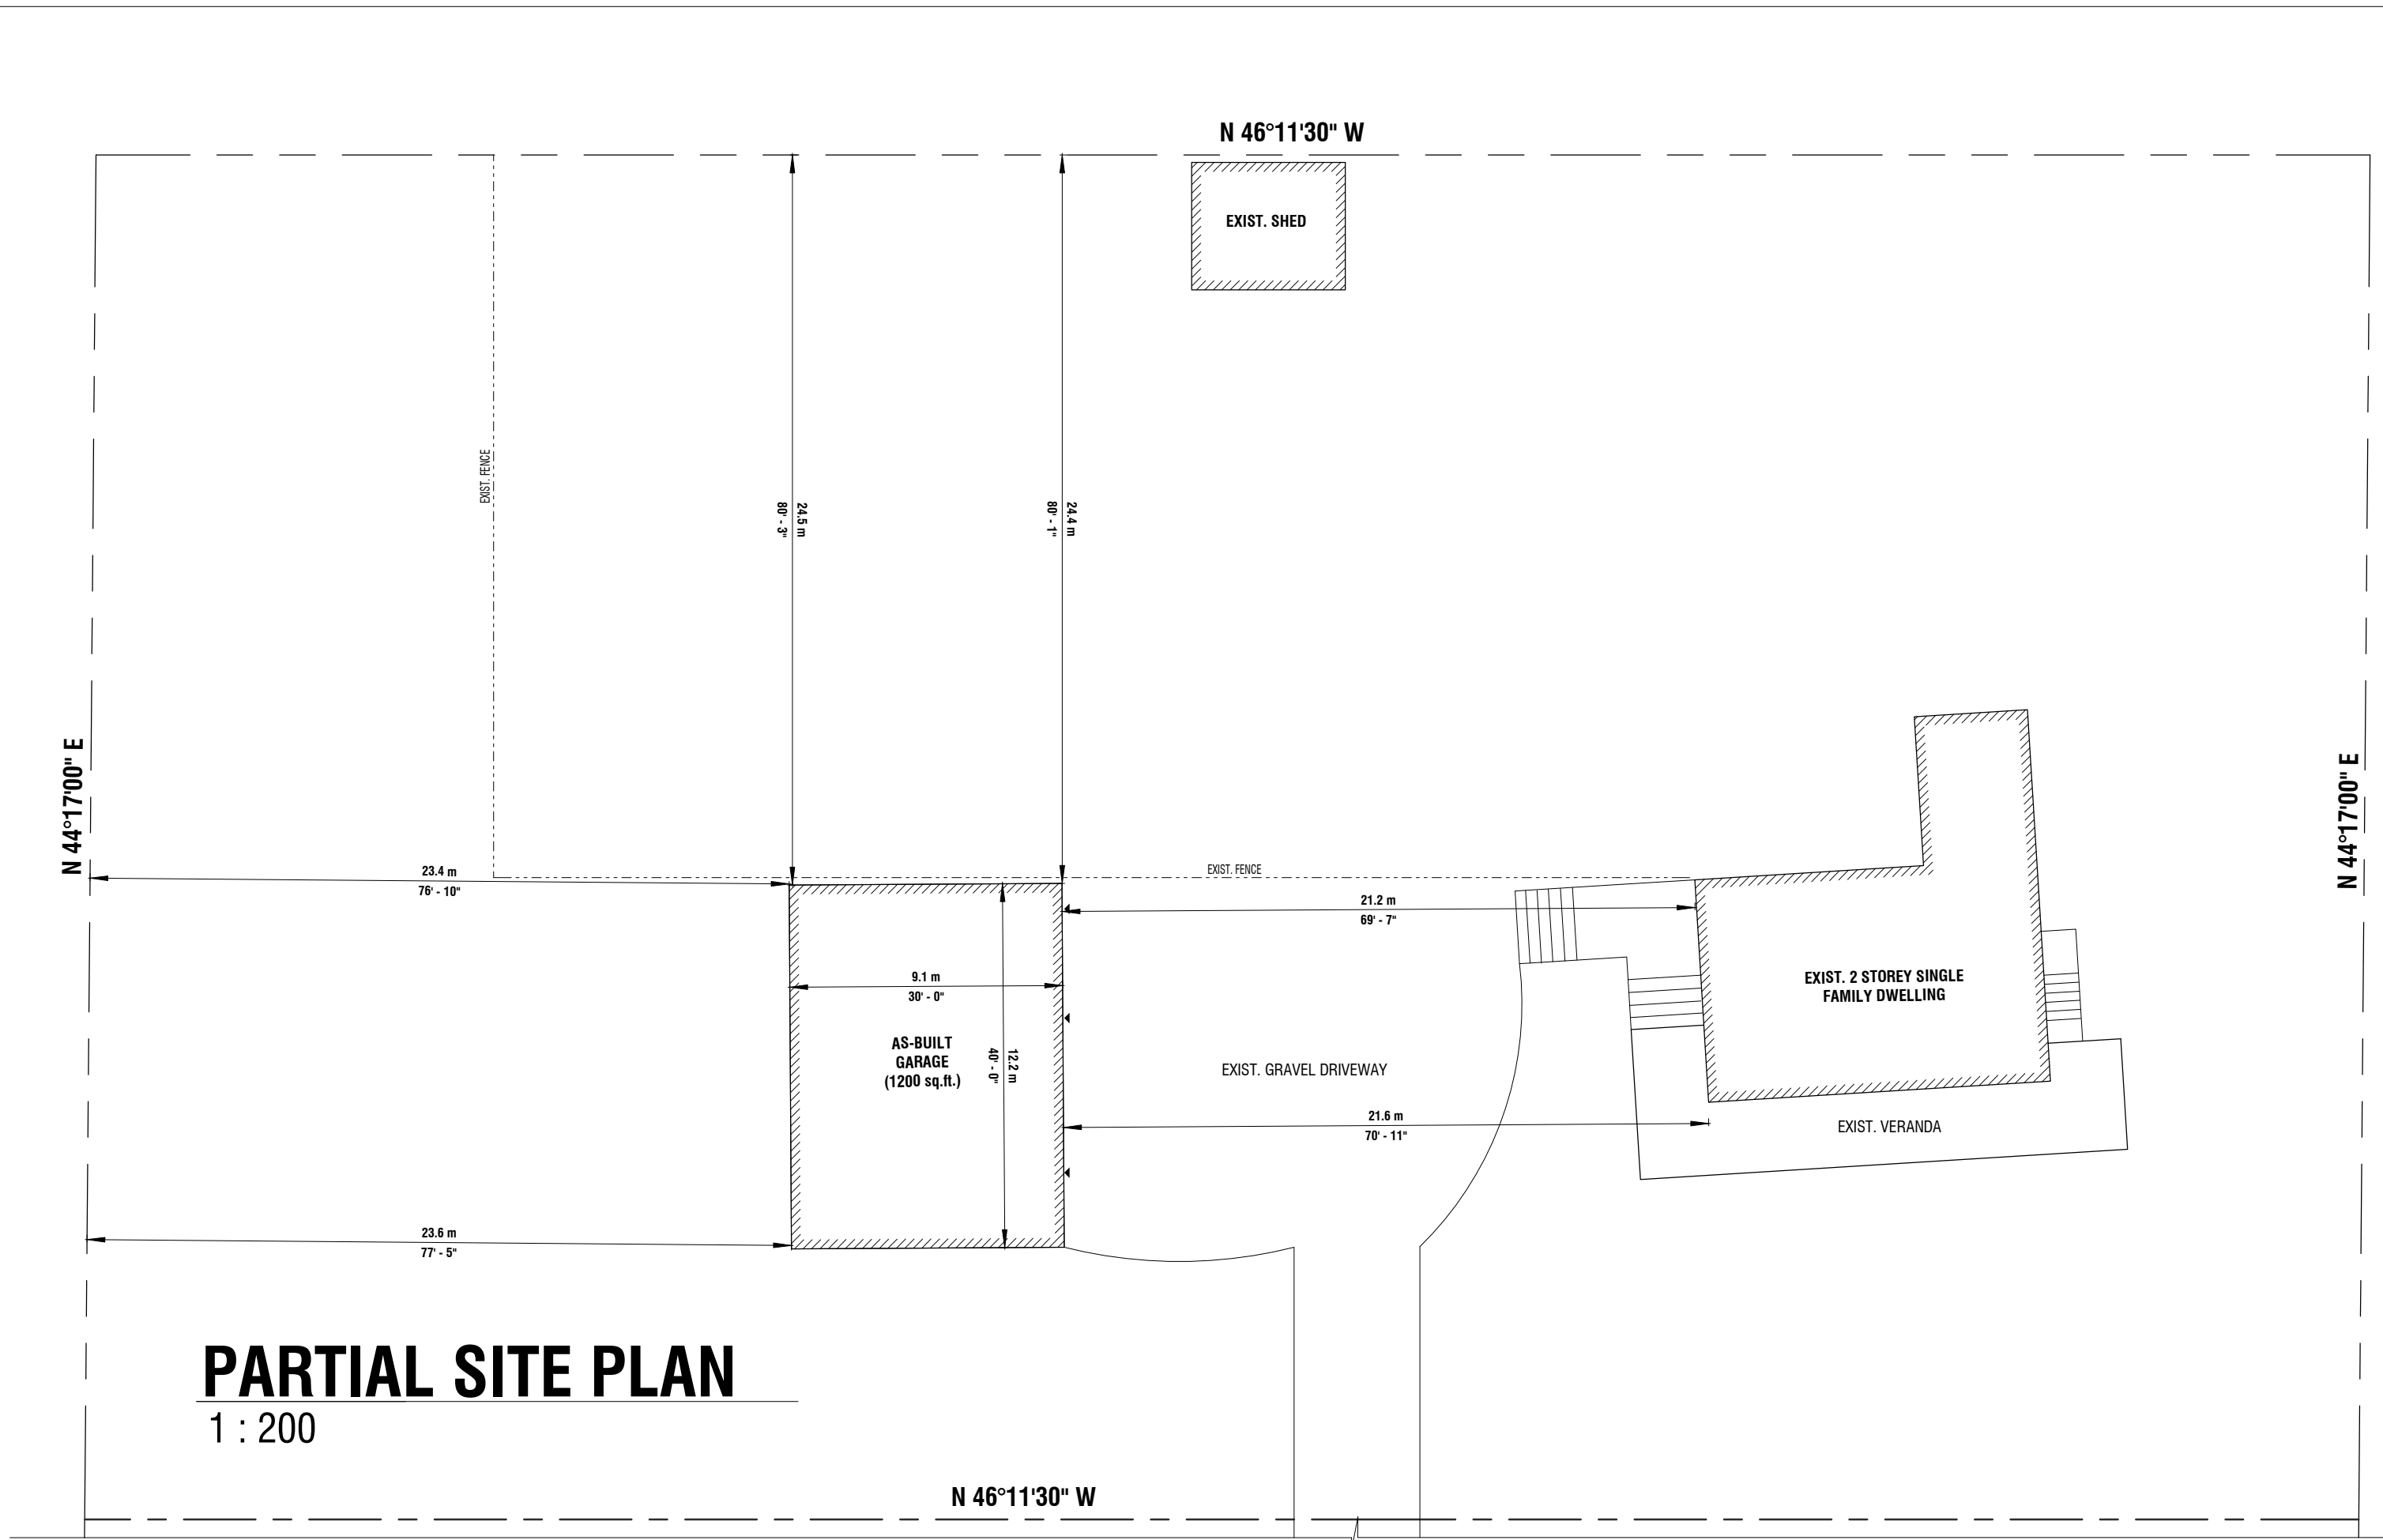 N 46°11'30" W
EXIST. SHED
EXIST. FENCE
24.5 m
80' - 3"
24.4 m
80' - 1"
N 44°17'00" E
N 44°17'00" E
23.4 m
76' - 10"
EXIST. FENCE
21.2 m
69' - 7"
9.1 m
30' - 0"
EXIST. 2 STOREY SINGLE
FAMILY DWELLING
AS-BUILT
GARAGE
(1200 sq.ft.)
12.2 m
40' - 0"
EXIST. GRAVEL DRIVEWAY
21.6 m
70' - 11"
EXIST. VERANDA
23.6 m
77' - 5"
PARTIAL SITE PLAN
1 : 200
N 46°11'30" W